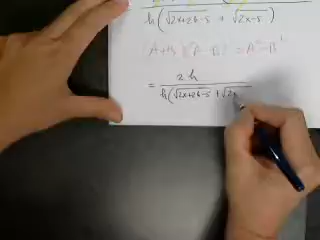 h(√2x+2h-5 + √2x-5)
A+B)(A-B) = A²-B²
= 2h
h(√2x+2h-5 + √2x